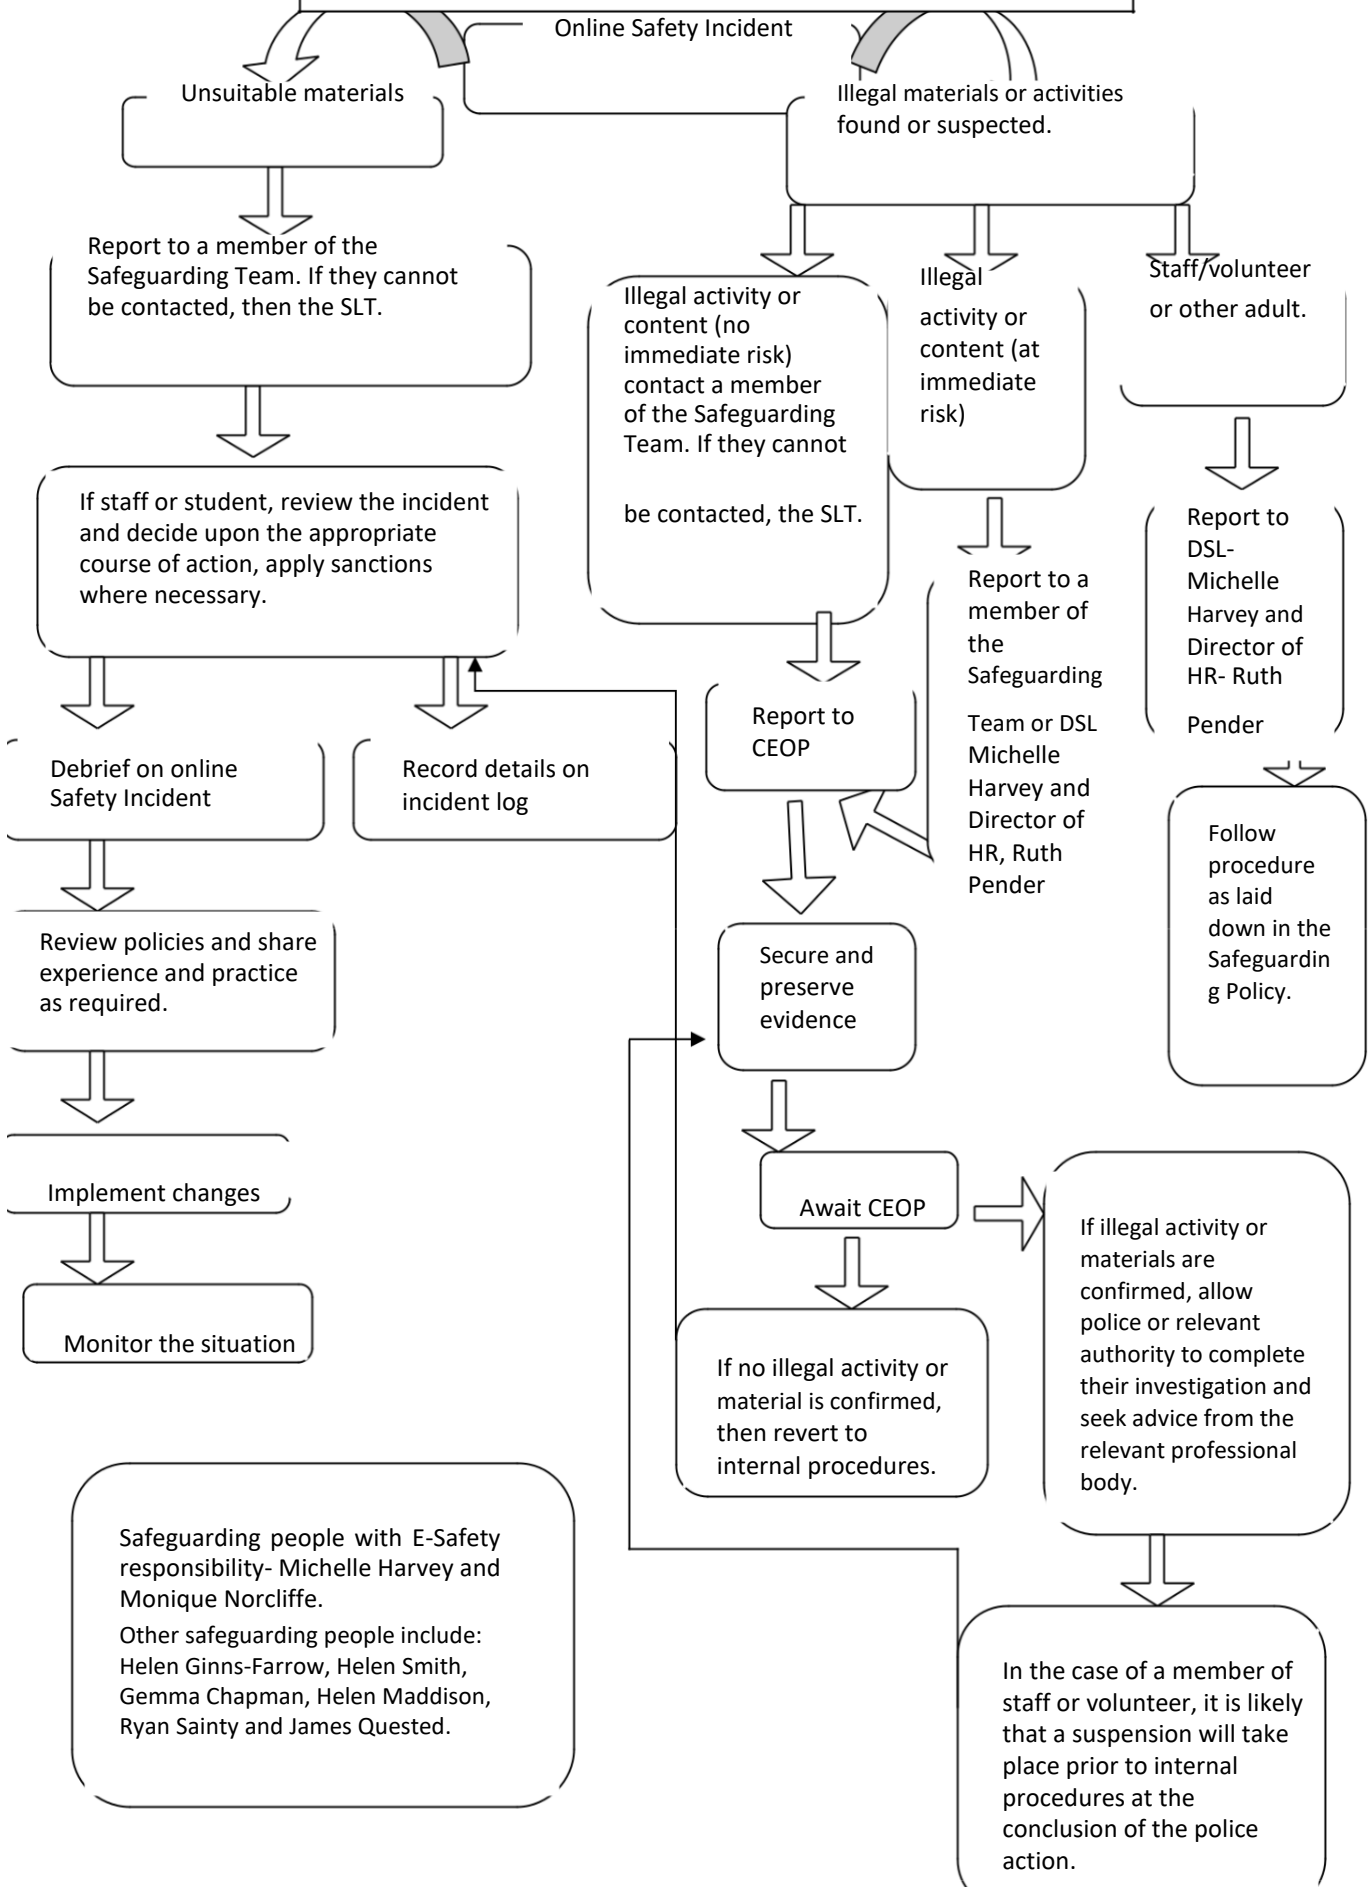 Online Safety Incident
Unsuitable materials
Illegal materials or activities
found or suspected.
Report to a member of the
Safeguarding Team. If they cannot
be contacted, then the SLT.
Illegal activity or
content (no
immediate risk)
contact a member
of the Safeguarding
Team. If they cannot
be contacted, the SLT.
Illegal
activity or
content (at
immediate
risk)
Staff/volunteer
or other adult.
If staff or student, review the incident
and decide upon the appropriate
course of action, apply sanctions
where necessary.
Report to a
member of
the
Safeguarding
Team or DSL
Michelle
Harvey and
Director of
HR, Ruth
Pender
Report to
DSL-
Michelle
Harvey and
Director of
HR- Ruth
Pender
Debrief on online
Safety Incident
Record details on
incident log
Report to
CEOP
Follow
procedure
as laid
down in the
Safeguardin
g Policy.
Review policies and share
experience and practice
as required.
Secure and
preserve
evidence
Implement changes
Await CEOP
If illegal activity or
materials are
confirmed, allow
police or relevant
authority to complete
their investigation and
seek advice from the
relevant professional
body.
Monitor the situation
If no illegal activity or
material is confirmed,
then revert to
internal procedures.
Safeguarding people with E-Safety
responsibility- Michelle Harvey and
Monique Norcliffe.
Other safeguarding people include:
Helen Ginns-Farrow, Helen Smith,
Gemma Chapman, Helen Maddison,
Ryan Sainty and James Quested.
In the case of a member of
staff or volunteer, it is likely
that a suspension will take
place prior to internal
procedures at the
conclusion of the police
action.